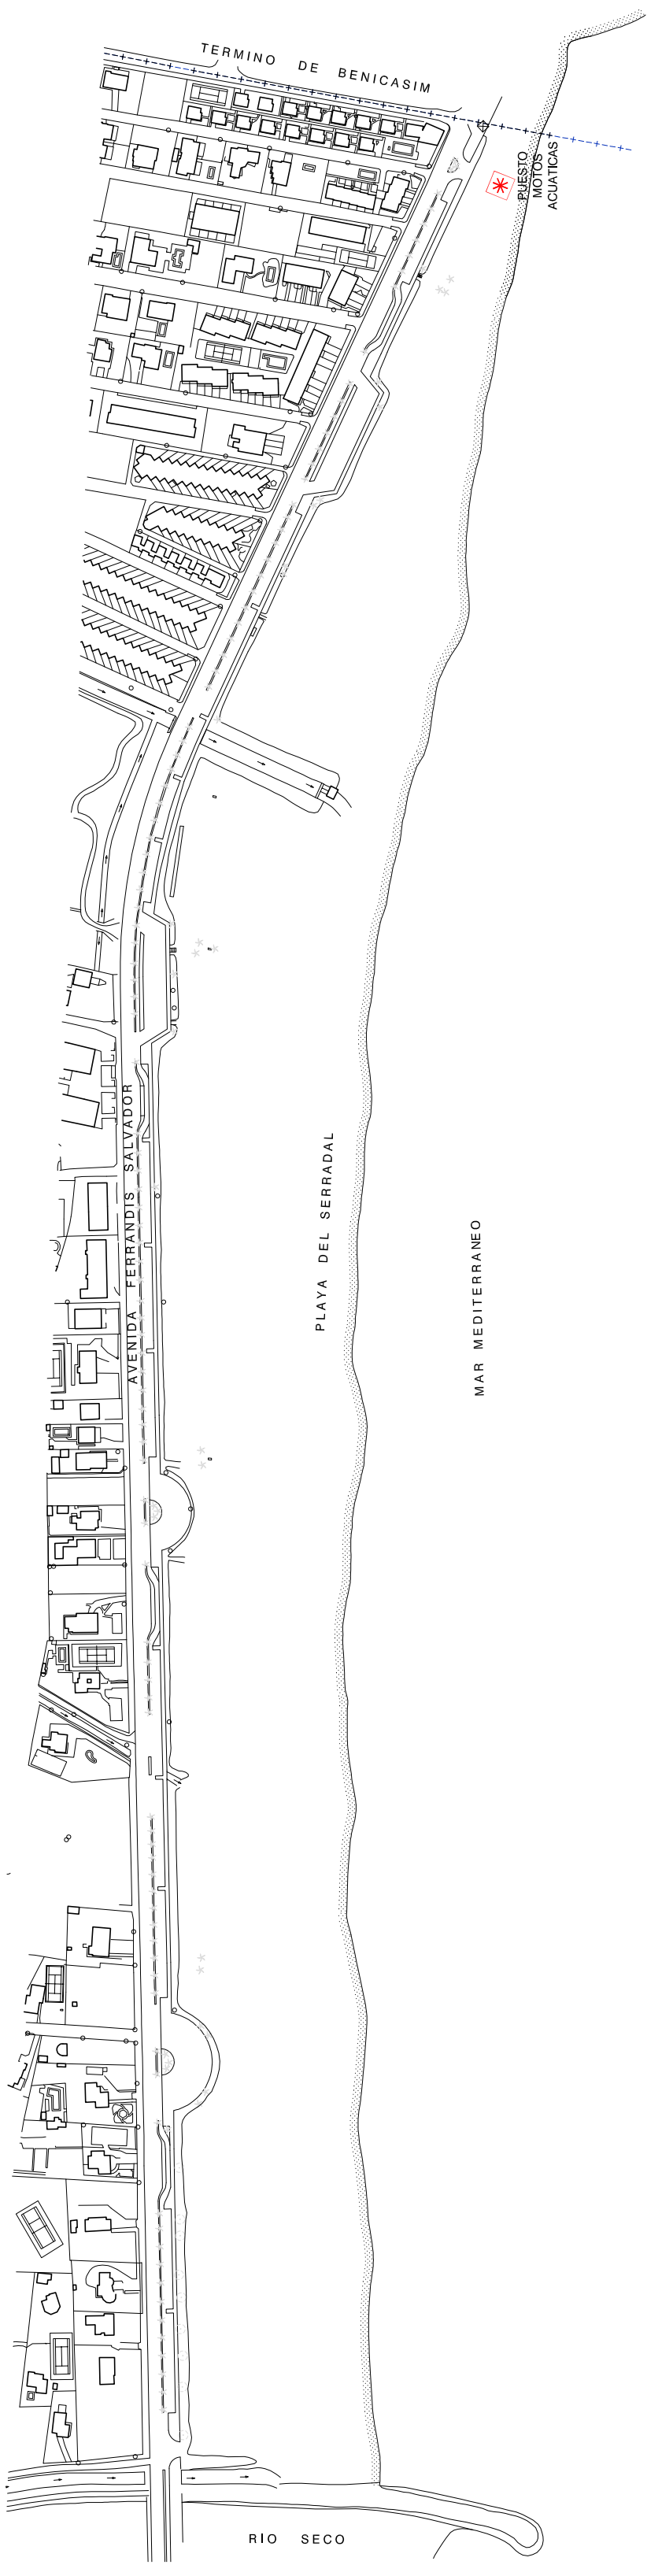 TERMINO DE BENICASIM
PUESTO
MOTOS
ACUATICAS
AVENIDA FERRANDIS SALVADOR
PLAYA DEL SERRADAL
MAR MEDITERRANEO
RIO SECO